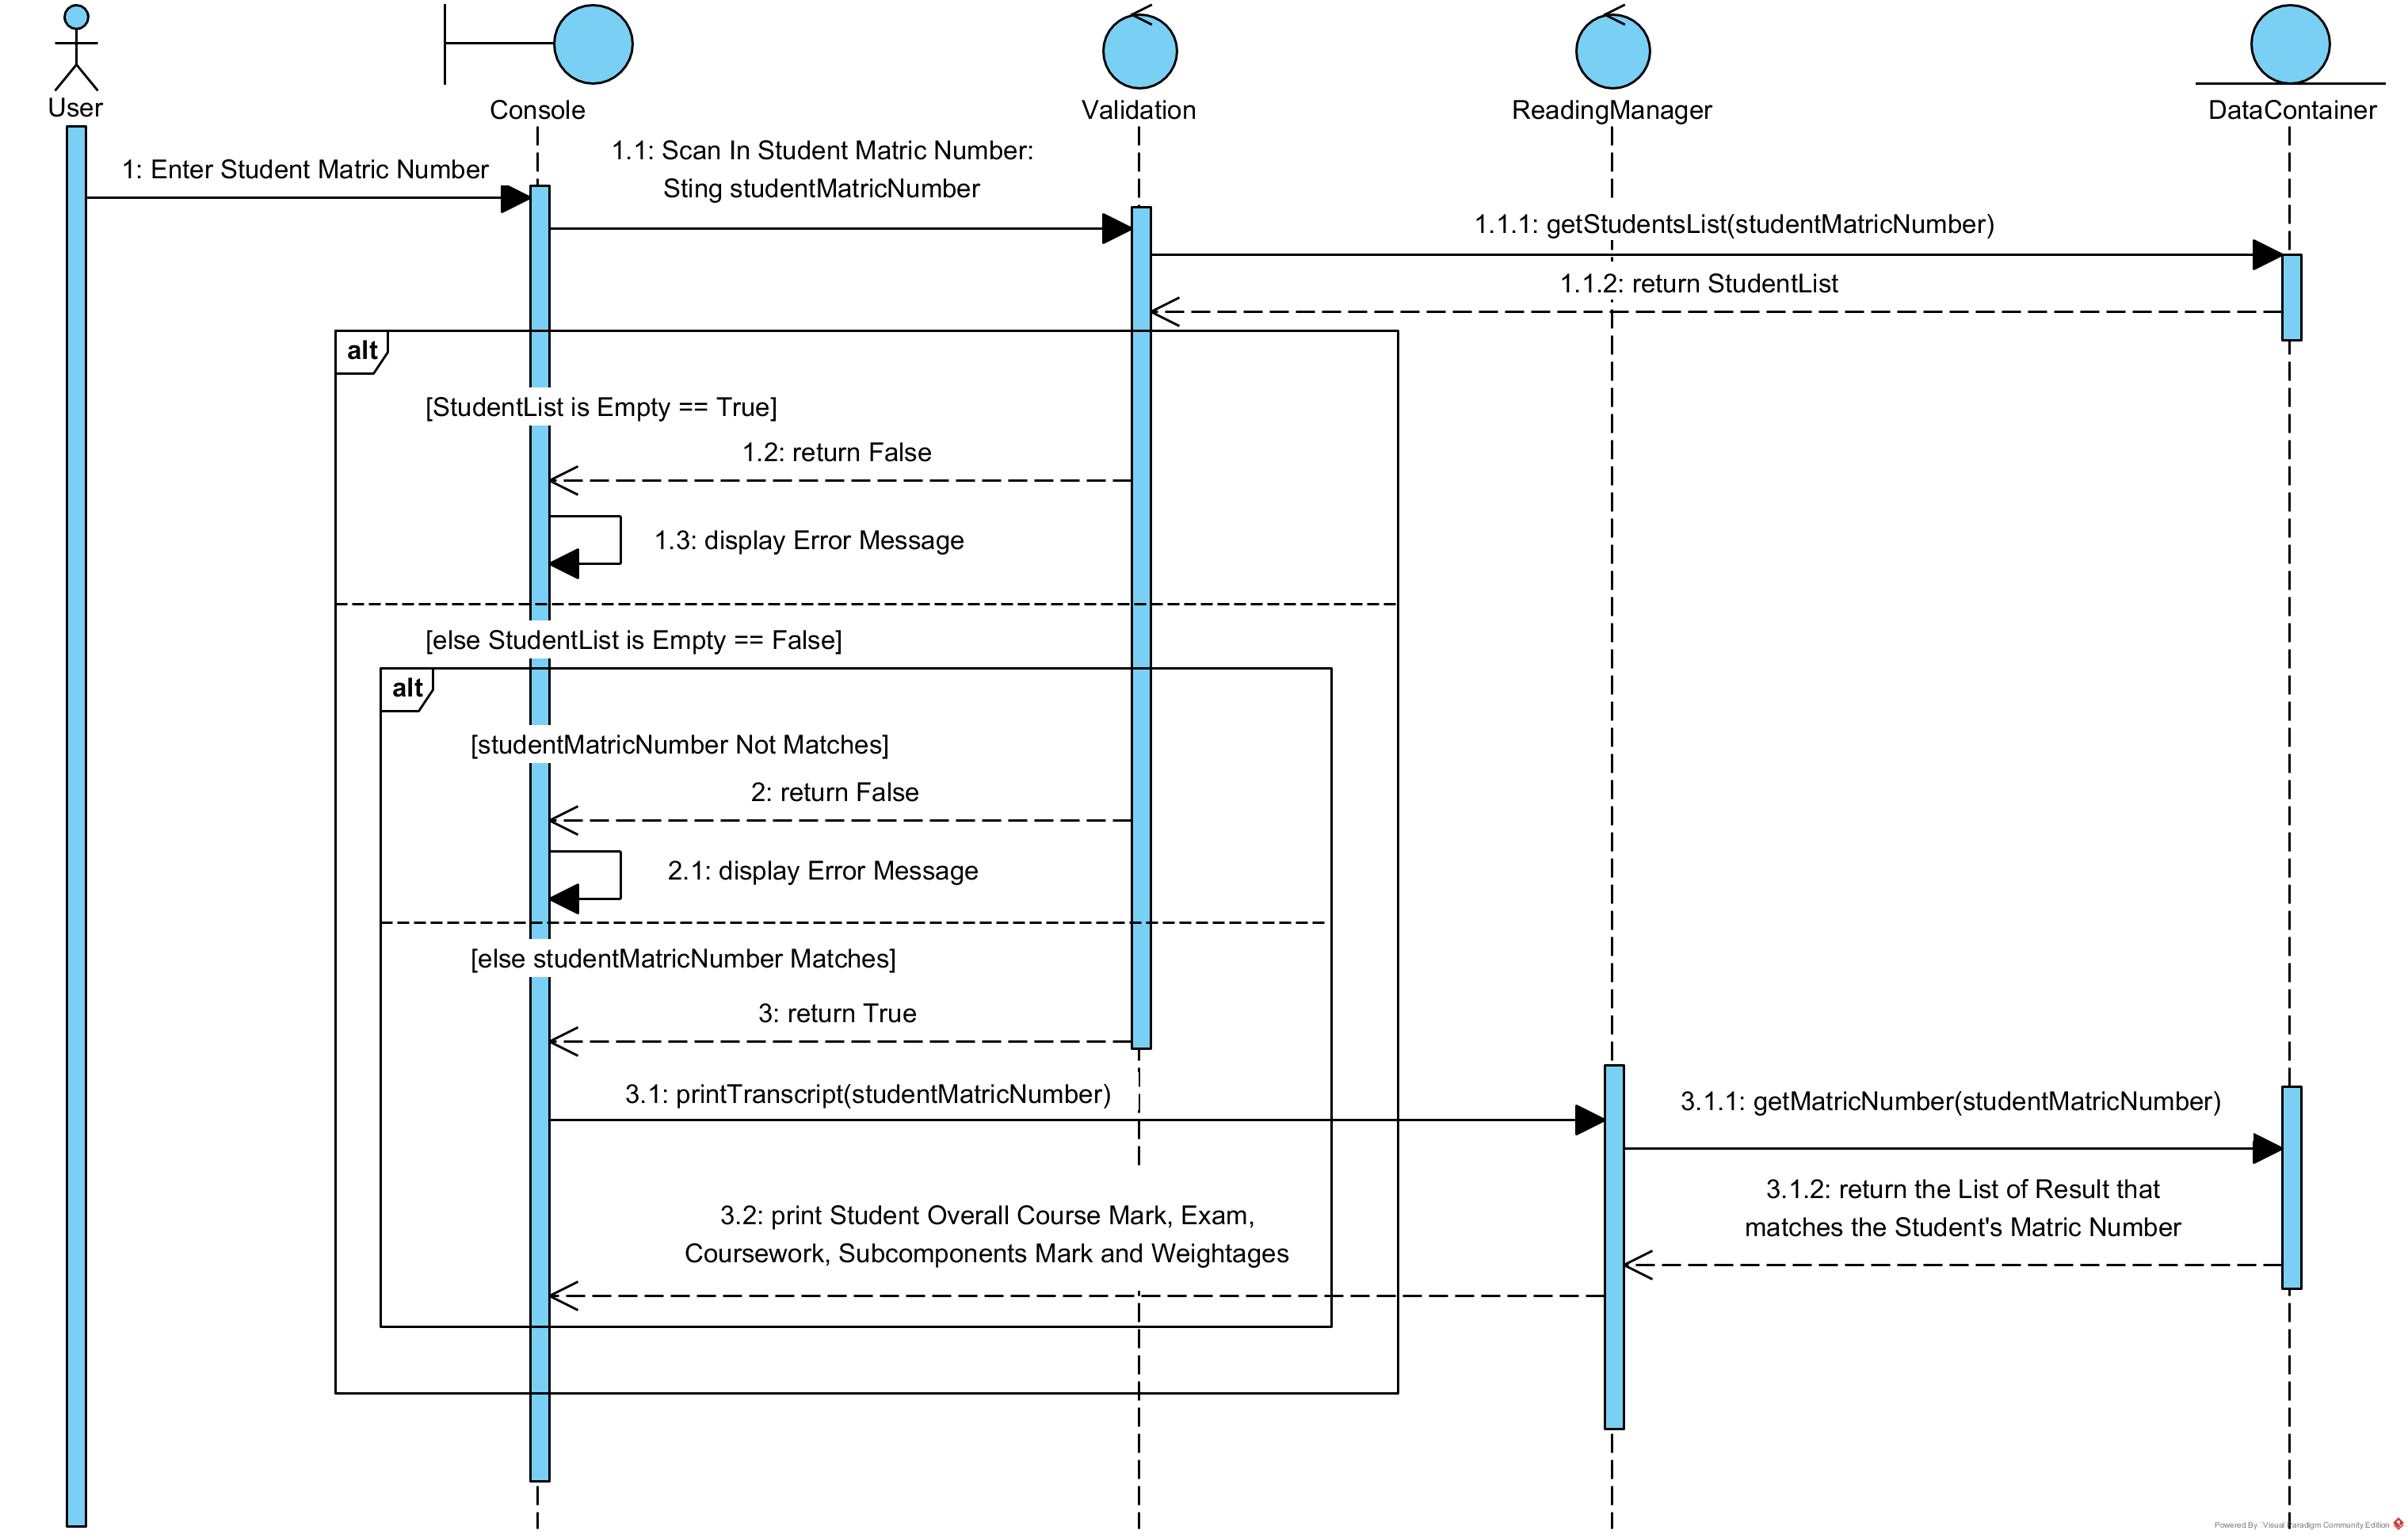 User
Console
Validation
ReadingManager
DataContainer
1: Enter Student Matric Number
1.1: Scan In Student Matric Number:
Sting studentMatricNumber
1.1.1: getStudentsList(studentMatricNumber)
1.1.2: return StudentList
alt
[StudentList is Empty == True]
1.2: return False
1.3: display Error Message
[else StudentList is Empty == False]
alt
[studentMatricNumber Not Matches]
2: return False
2.1: display Error Message
[else studentMatricNumber Matches]
3: return True
3.1: printTranscript(studentMatricNumber)
3.1.1: getMatricNumber(studentMatricNumber)
3.1.2: return the List of Result that
matches the Student's Matric Number
3.2: print Student Overall Course Mark, Exam,
Coursework, Subcomponents Mark and Weightages
Powered By Visual Paradigm Community Edition